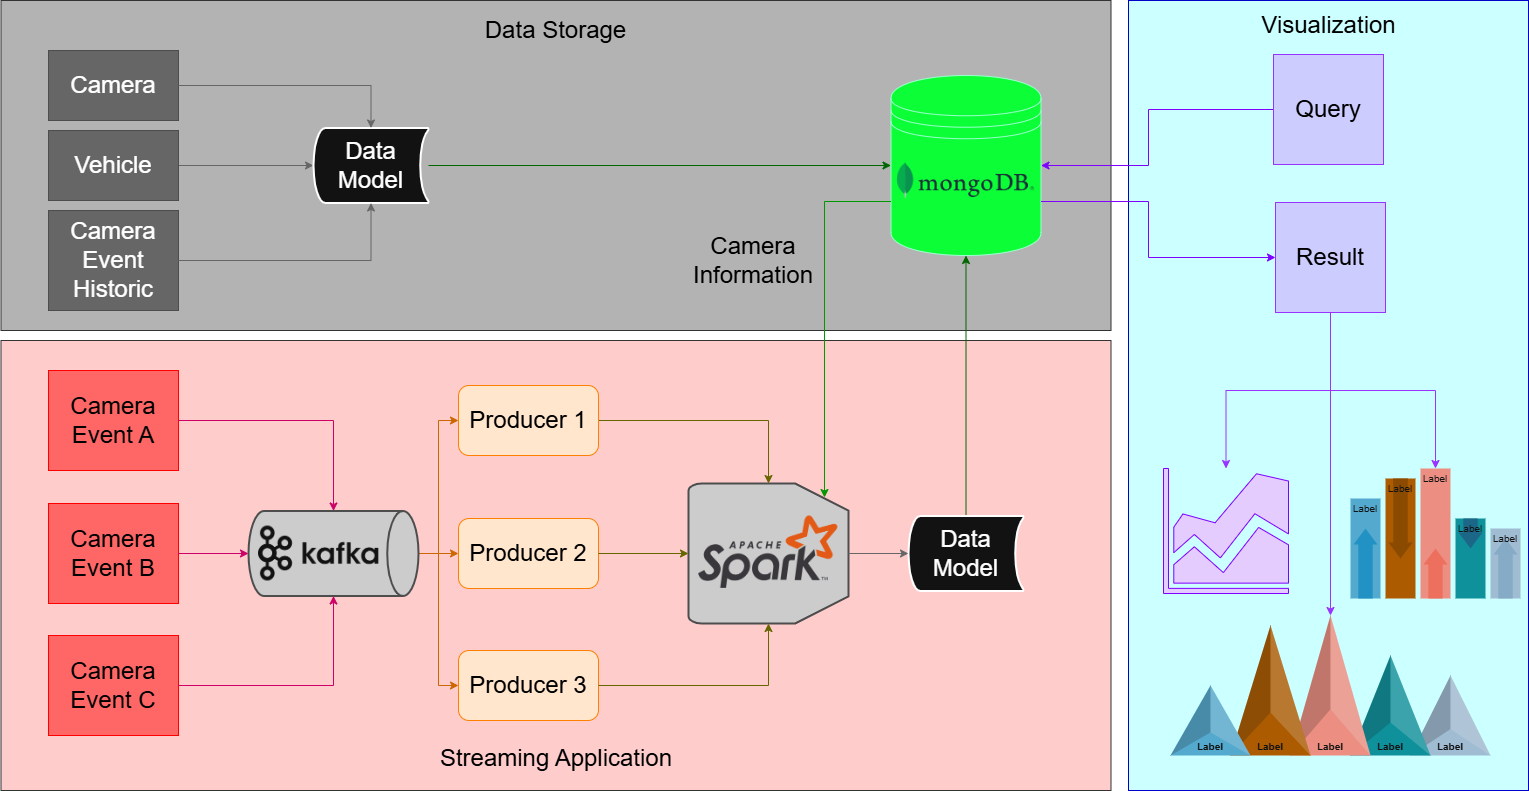 Data Storage
Camera
Vehicle
Camera
Event
Historic
Data
Model
mongoDB®
Camera
Information
Visualization
Query
Result
Label
Label
Label
Label
Label
Label
Label
Label
Label
Label
Camera
Event A
Camera
Event B
Camera
Event C
kafka
Producer 1
Producer 2
Producer 3
APACHE
Spark™
Data
Model
Streaming Application